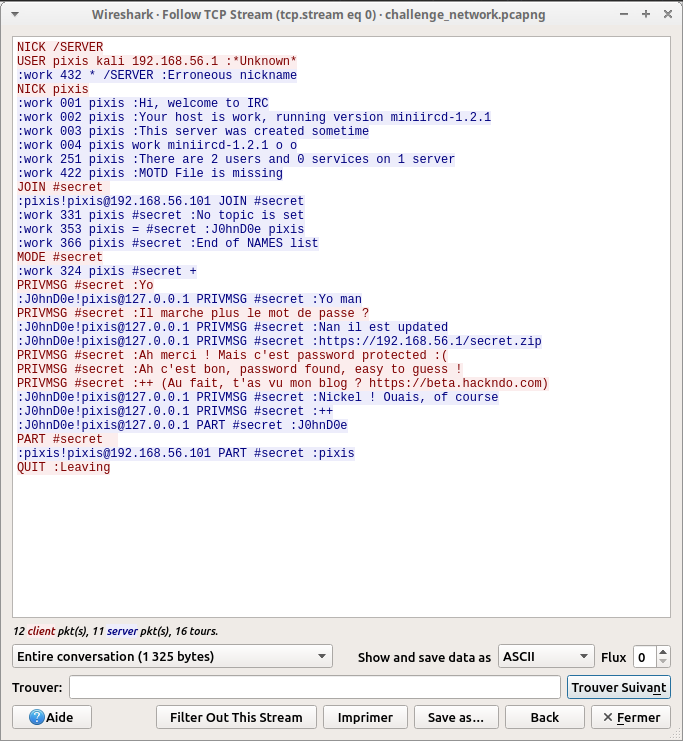 Wireshark · Follow TCP Stream (tcp.stream eq 0) · challenge_network.pcapng
NICK /SERVER
USER pixis kali 192.168.56.1 :*Unknown*
:work 432 * /SERVER :Erroneous nickname
NICK pixis
:work 001 pixis :Hi, welcome to IRC
:work 002 pixis :Your host is work, running version miniircd-1.2.1
:work 003 pixis :This server was created sometime
:work 004 pixis work miniircd-1.2.1 o o
:work 251 pixis :There are 2 users and 0 services on 1 server
:work 422 pixis :MOTD File is missing
JOIN #secret
:pixis!pixis@192.168.56.101 JOIN #secret
:work 331 pixis #secret :No topic is set
:work 353 pixis = #secret :J0hnD0e pixis
:work 366 pixis #secret :End of NAMES list
MODE #secret
:work 324 pixis #secret +
PRIVMSG #secret :Yo
:J0hnD0e!pixis@127.0.0.1 PRIVMSG #secret :Yo man
PRIVMSG #secret :Il marche plus le mot de passe ?
:J0hnD0e!pixis@127.0.0.1 PRIVMSG #secret :Nan il est updated
:J0hnD0e!pixis@127.0.0.1 PRIVMSG #secret :https://192.168.56.1/secret.zip
PRIVMSG #secret :Ah merci ! Mais c'est password protected :(
PRIVMSG #secret :Ah c'est bon, password found, easy to guess !
PRIVMSG #secret :++ (Au fait, t'as vu mon blog ? https://beta.hackndo.com)
:J0hnD0e!pixis@127.0.0.1 PRIVMSG #secret :Nickel ! Ouais, of course
:J0hnD0e!pixis@127.0.0.1 PRIVMSG #secret :++
:J0hnD0e!pixis@127.0.0.1 PART #secret :J0hnD0e
PART #secret
:pixis!pixis@192.168.56.101 PART #secret :pixis
QUIT :Leaving
12 client pkt(s), 11 server pkt(s), 16 tours.
Entire conversation (1 325 bytes) Show and save data as ASCII Flux 0
Trouver: Trouver Suivant
Aide Filter Out This Stream Imprimer Save as... Back Fermer